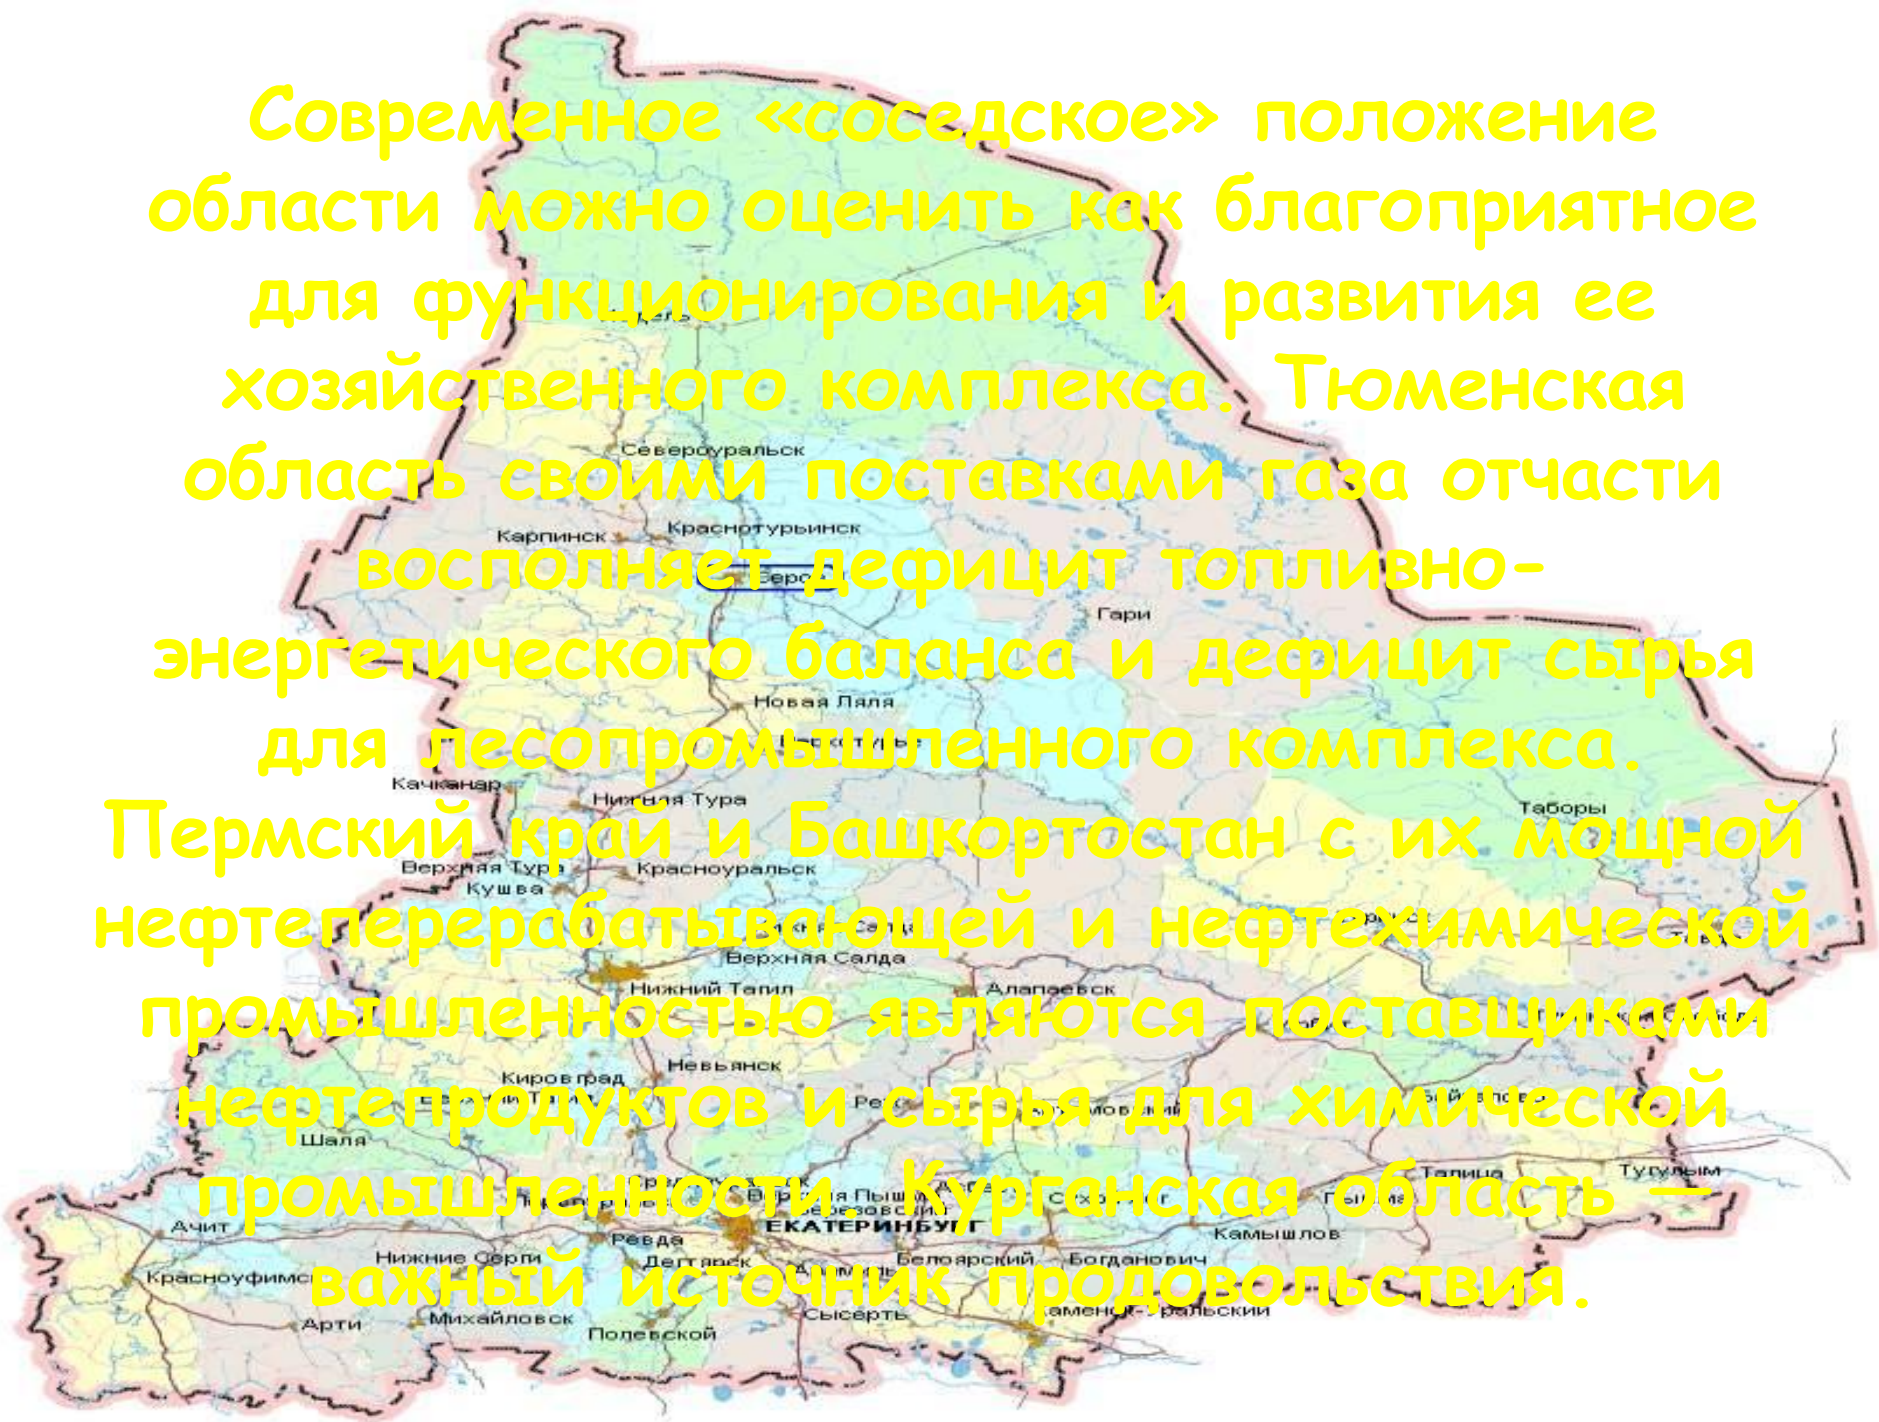 Современное «соседское» положение
области можно оценить как благоприятное
для функционирования и развития ее
хозяйственного комплекса. Тюменская
область своими поставками газа отчасти
восполняет дефицит топливно-
энергетического баланса и дефицит сырья
для лесопромышленного комплекса.
Пермский край и Башкортостан с их мощной
нефтеперерабатывающей и нефтехимической
промышленностью являются поставщиками
нефтепродуктов и сырья для химической
промышленности. Курганская область —
важный источник продовольствия.
Североуральск
Краснотурьинск
Карпинск
Гари
Новая Ляля
Качканар
Нижняя Тура
Таборы
Верхняя Тура
Красноуральск
Кушва
Верхняя Салда
Нижний Тагил
Алапаевск
Невьянск
Кировград
Шаля
Талица
Тугулым
Ачит
ЕКАТЕРИНБУРГ
Камышлов
Ревда
Нижние Серги
Дегтярск
Белоярский
Богданович
Арти
Михайловск
Сысерть
Полевской